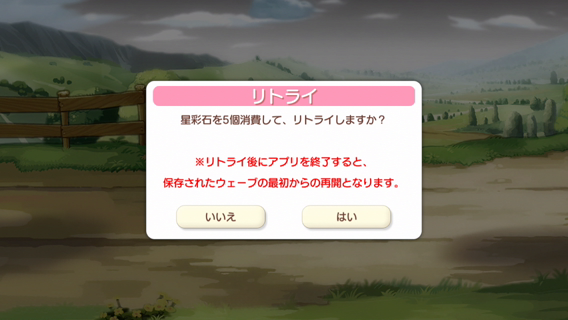 リトライ
星彩石を5個消費して、リトライしますか？
※リトライ後にアプリを終了すると、
保存されたウェーブの最初からの再開となります。
いいえ
はい